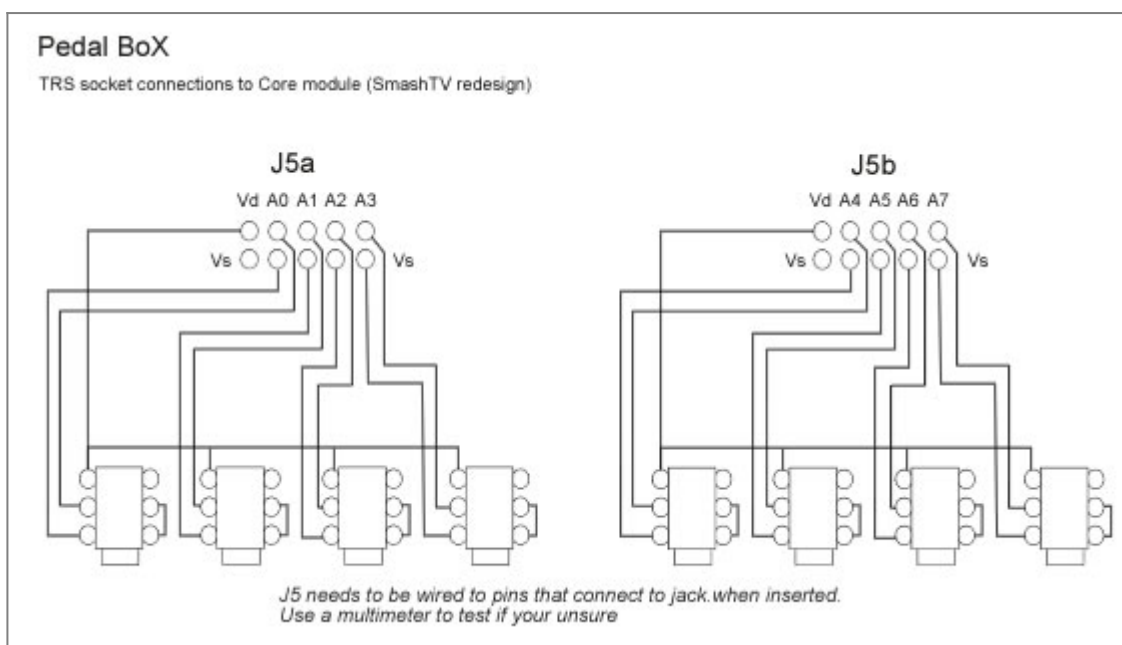 Pedal BoX
TRS socket connections to Core module (SmashTV redesign)
J5a
Vd A0 A1 A2 A3
Vs Vs
J5b
Vd A4 A5 A6 A7
Vs Vs
J5 needs to be wired to pins that connect to jack.when inserted.
Use a multimeter to test if your unsure